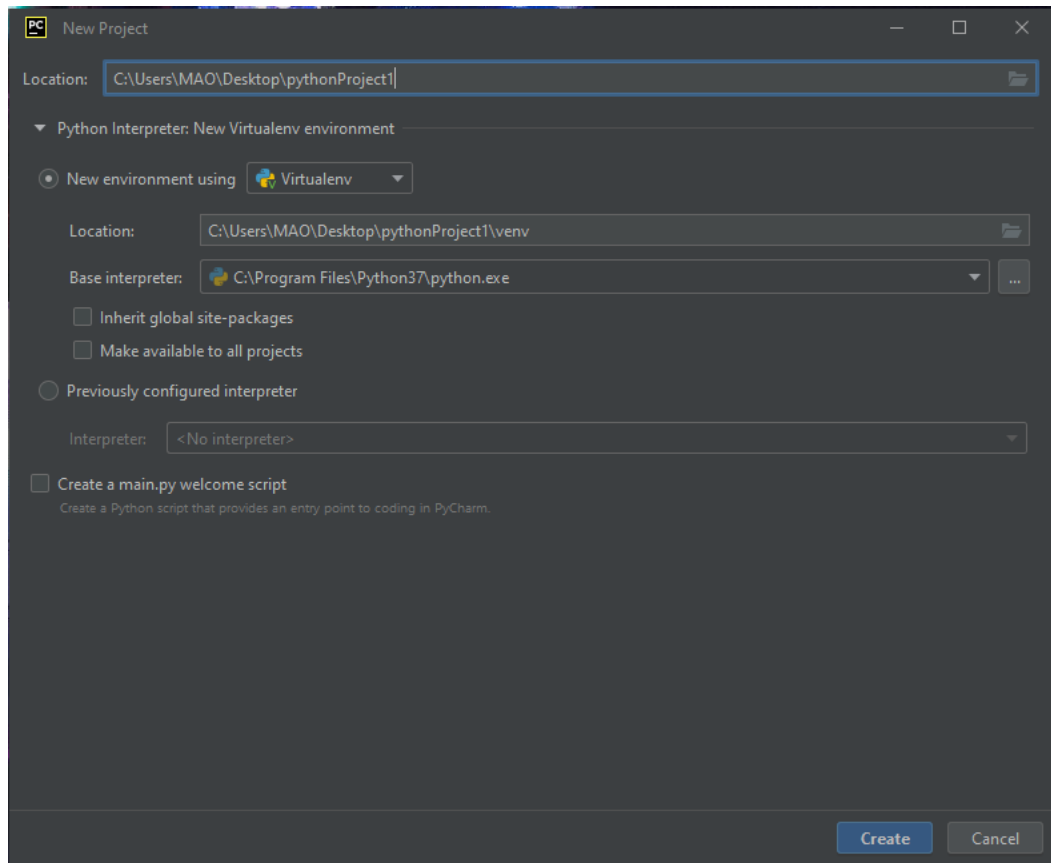 PC New Project
Location: C:\Users\MAO\Desktop\pythonProject1
Python Interpreter: New Virtualenv environment
New environment using Virtualenv
Location: C:\Users\MAO\Desktop\pythonProject1\venv
Base interpreter: C:\Program Files\Python37\python.exe ...
Inherit global site-packages
Make available to all projects
Previously configured interpreter
Interpreter: <No interpreter>
Create a main.py welcome script
Create a Python script that provides an entry point to coding in PyCharm.
Create Cancel